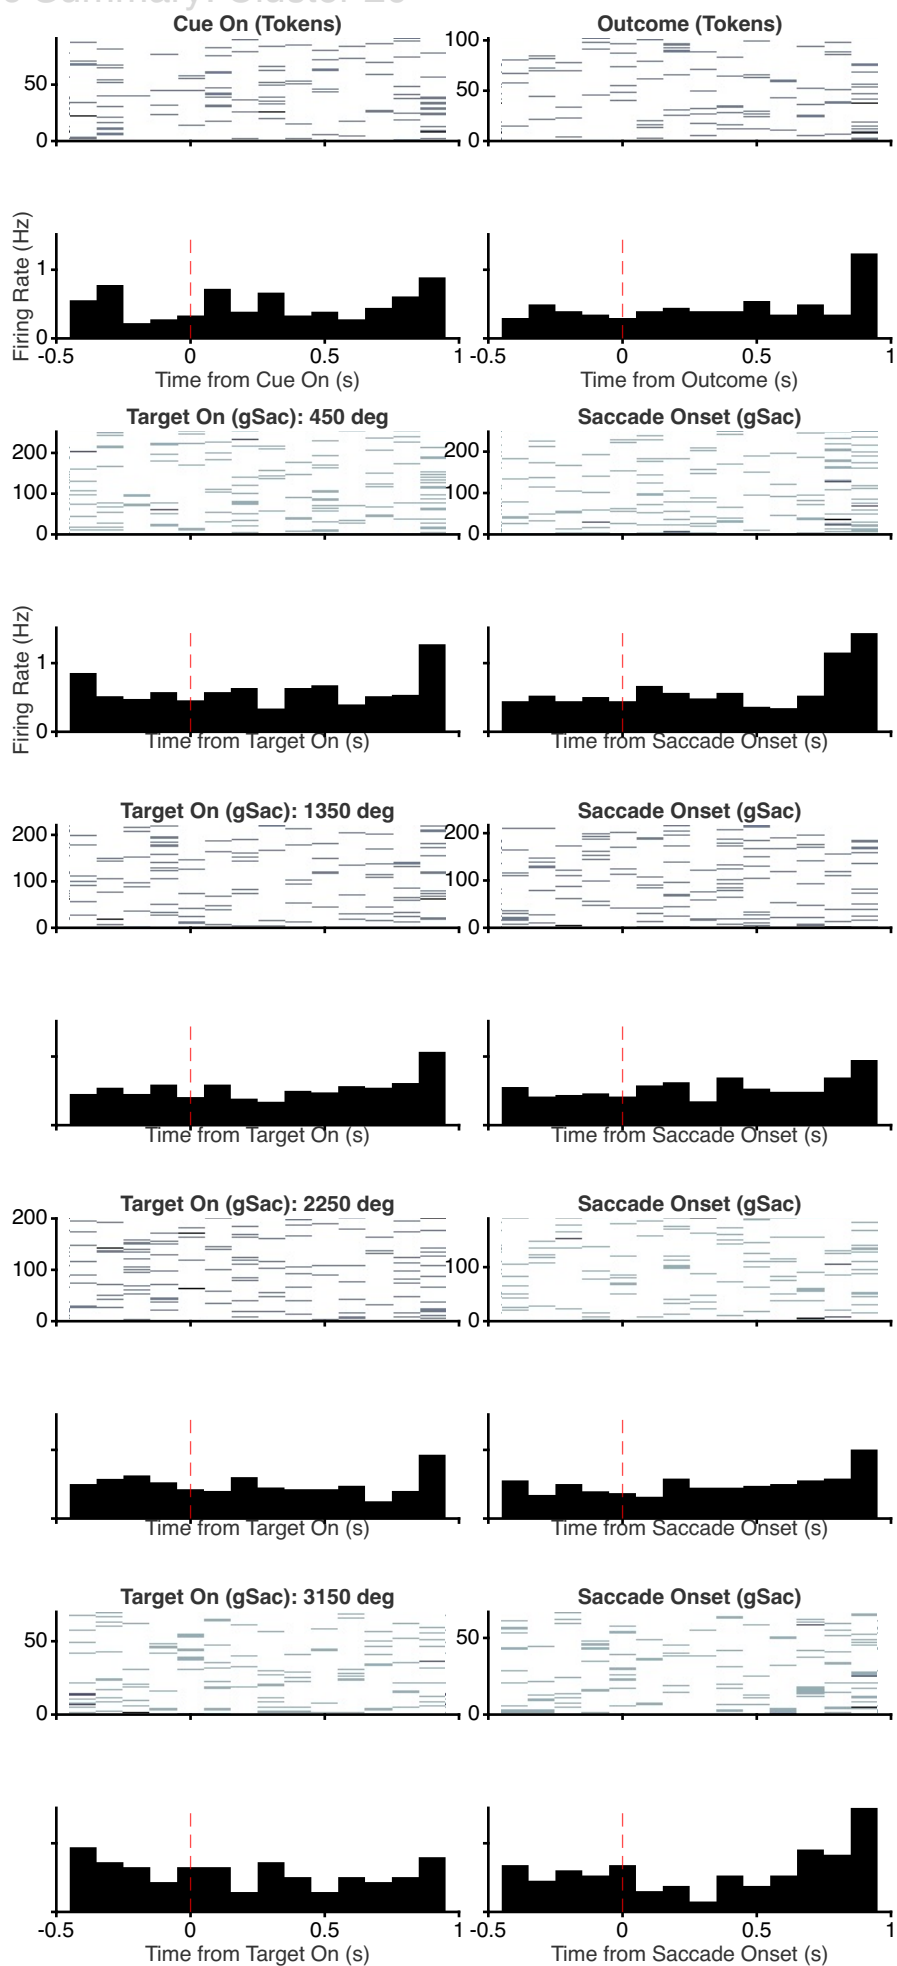 Summary: Cluster
Cue On (Tokens)
Outcome (Tokens)
50
0
100
50
0
Firing Rate (Hz)
1
0
-0.5 0 0.5 1
-0.5 0 0.5 1
Time from Cue On (s)
Time from Outcome (s)
Target On (gSac): 450 deg
Saccade Onset (gSac)
200
100
0
200
100
0
Firing Rate (Hz)
1
0
Time from Target On (s)
Time from Saccade Onset (s)
Target On (gSac): 1350 deg
Saccade Onset (gSac)
200
100
0
200
100
0
Time from Target On (s)
Time from Saccade Onset (s)
Target On (gSac): 2250 deg
Saccade Onset (gSac)
200
100
0
100
0
Time from Target On (s)
Time from Saccade Onset (s)
Target On (gSac): 3150 deg
Saccade Onset (gSac)
50
0
50
0
-0.5 0 0.5 1
-0.5 0 0.5 1
Time from Target On (s)
Time from Saccade Onset (s)